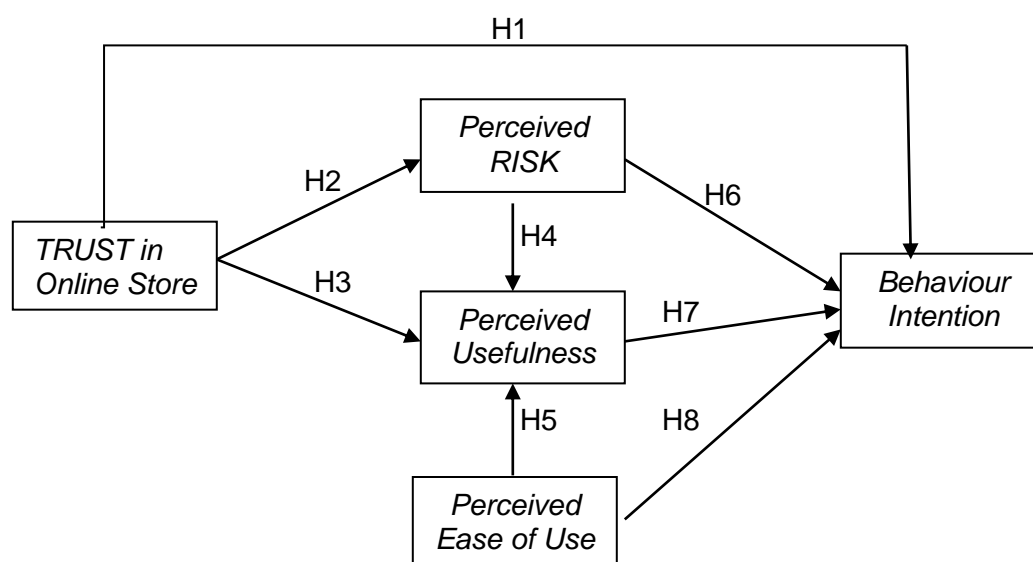 H1
Perceived
RISK
H2
H6
TRUST in
Online Store
H4
H3
Behaviour
Intention
Perceived
Usefulness
H7
H5
H8
Perceived
Ease of Use